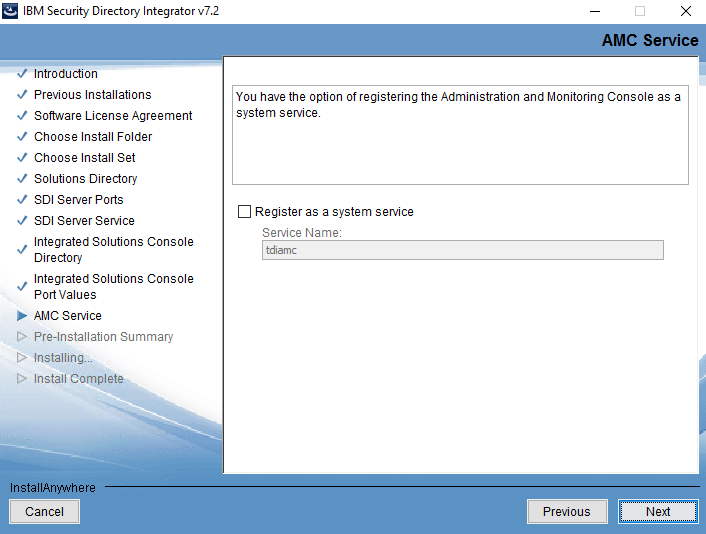 IBM Security Directory Integrator v7.2
AMC Service
Introduction
Previous Installations
Software License Agreement
Choose Install Folder
Choose Install Set
Solutions Directory
SDI Server Ports
SDI Server Service
Integrated Solutions Console
Directory
Integrated Solutions Console
Port Values
AMC Service
Pre-Installation Summary
Installing...
Install Complete
You have the option of registering the Administration and Monitoring Console as a
system service.
Register as a system service
Service Name:
tdiamc
InstallAnywhere
Cancel
Previous
Next